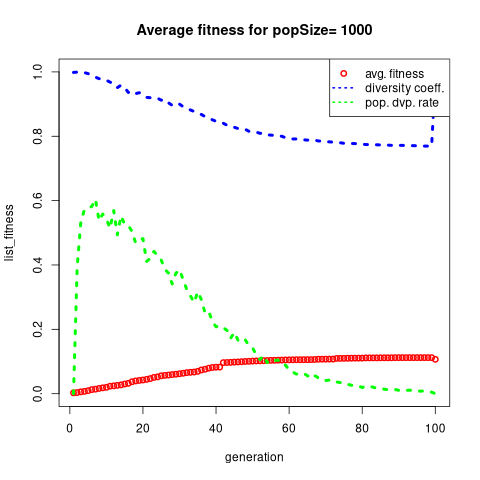 Average fitness for popSize= 1000
avg. fitness
diversity coeff.
pop. dvp. rate
list_fitness
1.0
0.8
0.6
0.4
0.2
0.0
0 20 40 60 80 100
generation